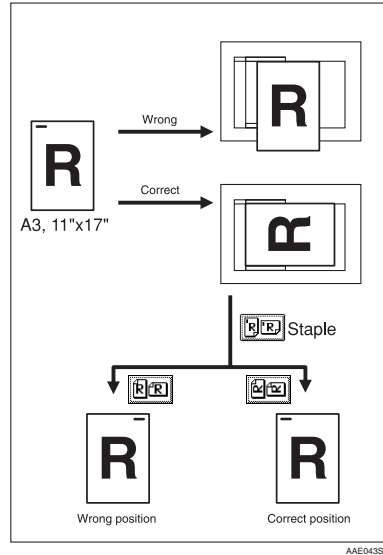 Wrong
R
R
Correct
A3, 11"x17"
R
R R Staple
R R
R R
R
R
Wrong position
Correct position
AAE043S